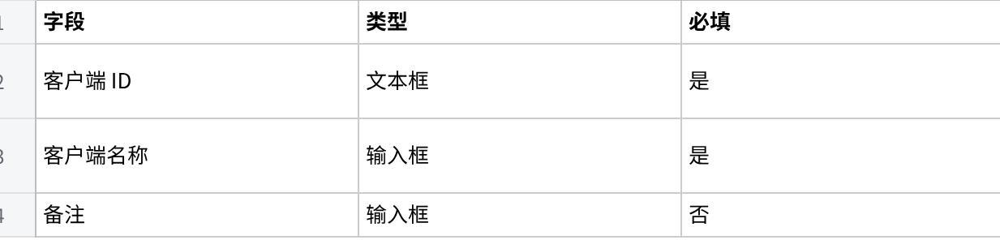 字段 类型 必填
客户端 ID 文本框 是
客户端名称 输入框 是
备注 输入框 否